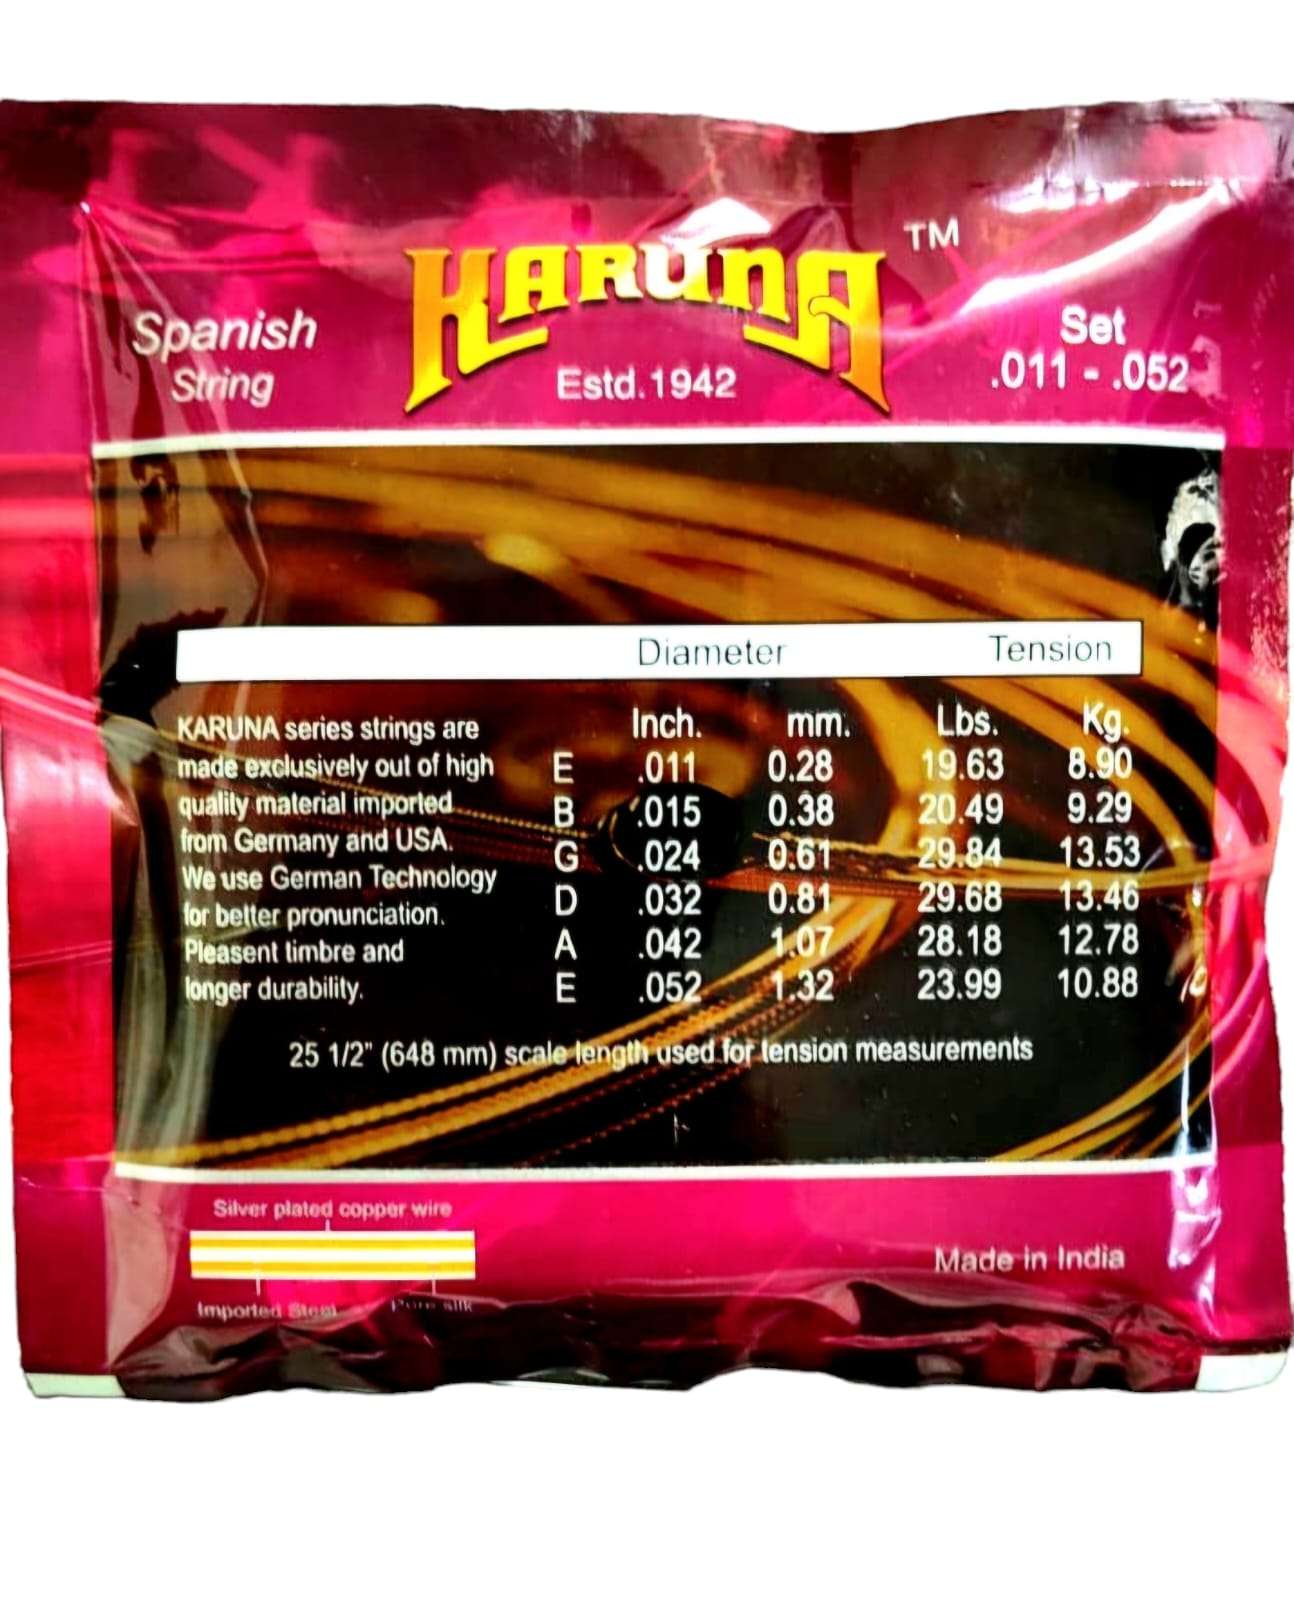 KARUNA TM
Spanish
String
Estd.1942
Set
.011 - .052
Diameter Tension
KARUNA series strings are
made exclusively out of high
quality material imported
from Germany and USA.
We use German Technology
for better pronunciation.
Pleasent timbre and
longer durability.
Inch. mm. Lbs. Kg.
E .011 0.28 19.63 8.90
B .015 0.38 20.49 9.29
G .024 0.61 29.84 13.53
D .032 0.81 29.68 13.46
A .042 1.07 28.18 12.78
E .052 1.32 23.99 10.88
25 1/2" (648 mm) scale length used for tension measurements
Silver plated copper wire
Imported Steel Pure silk
Made in India